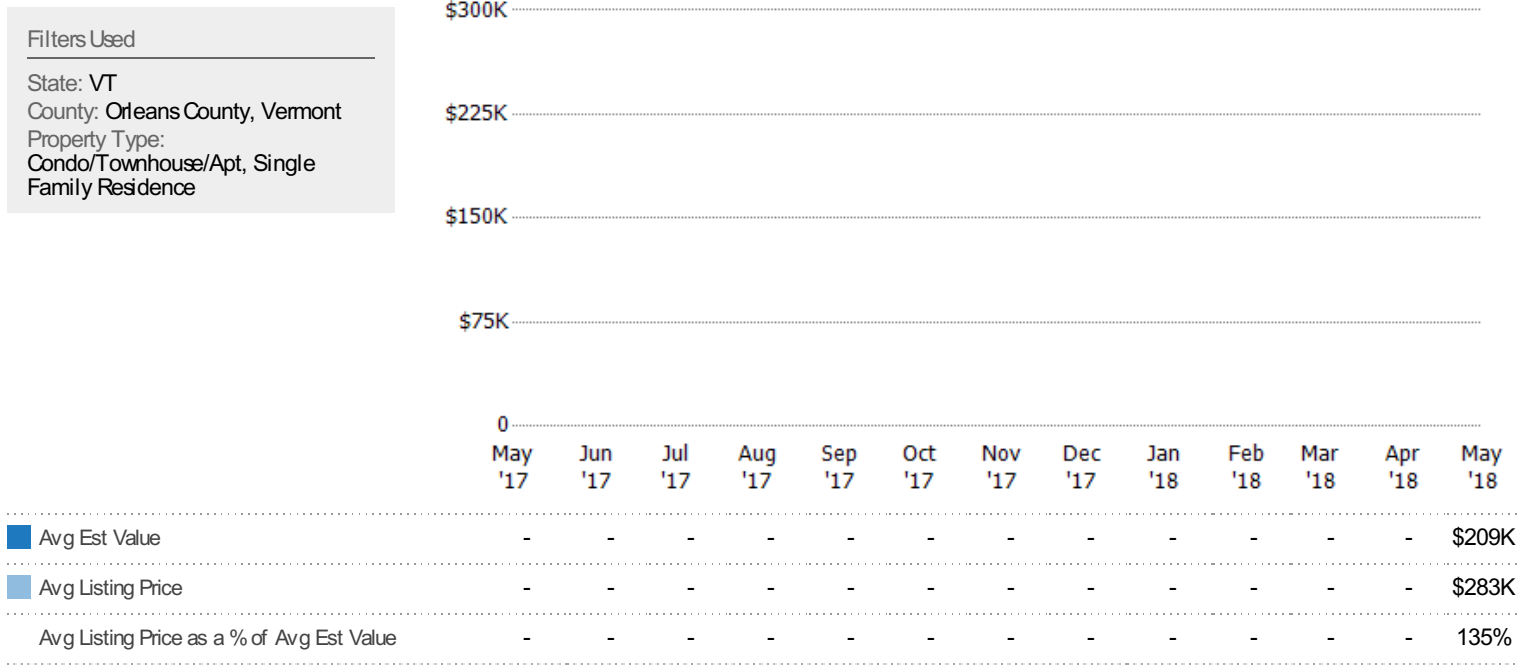 Filters Used
State: VT
County: Orleans County, Vermont
Property Type:
Condo/Townhouse/Apt, Single
Family Residence
$300K
$225K
$150K
$75K
0
May Jun Jul Aug Sep Oct Nov Dec Jan Feb Mar Apr May
'17 '17 '17 '17 '17 '17 '17 '17 '18 '18 '18 '18 '18
Avg Est Value - - - - - - - - - - - - $209K
Avg Listing Price - - - - - - - - - - - - $283K
Avg Listing Price as a % of Avg Est Value - - - - - - - - - - - - 135%